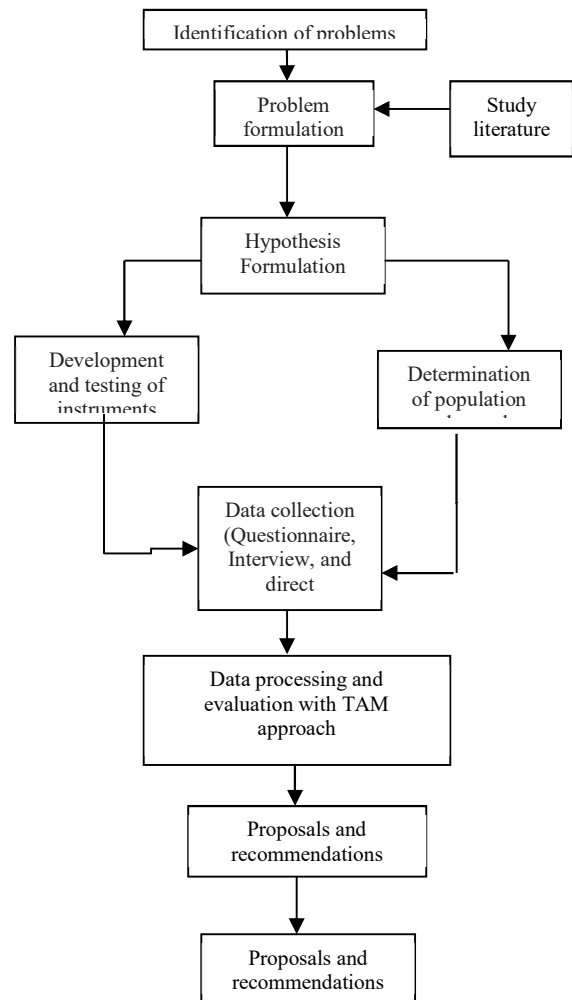 Identification of problems
Problem
formulation
Study
literature
Hypothesis
Formulation
Development
and testing of
instruments
Determination
of population
Data collection
(Questionnaire,
Interview, and
direct
Data processing and
evaluation with TAM
approach
Proposals and
recommendations
Proposals and
recommendations